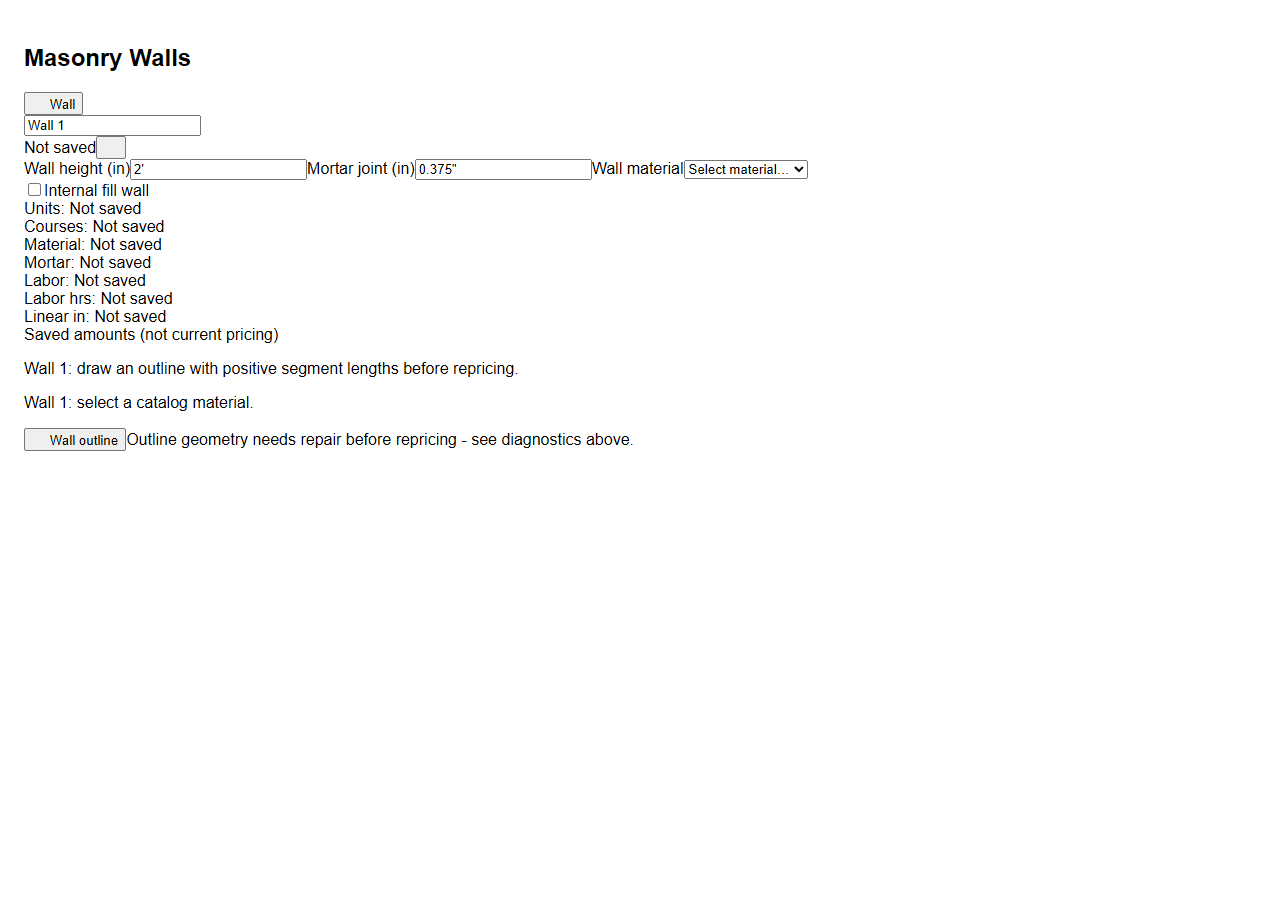 Masonry Walls
Wall
Wall 1
Not saved
Wall height (in) 2' Mortar joint (in) 0.375" Wall material Select material...
Internal fill wall
Units: Not saved
Courses: Not saved
Material: Not saved
Mortar: Not saved
Labor: Not saved
Labor hrs: Not saved
Linear in: Not saved
Saved amounts (not current pricing)
Wall 1: draw an outline with positive segment lengths before repricing.
Wall 1: select a catalog material.
Wall outline Outline geometry needs repair before repricing - see diagnostics above.